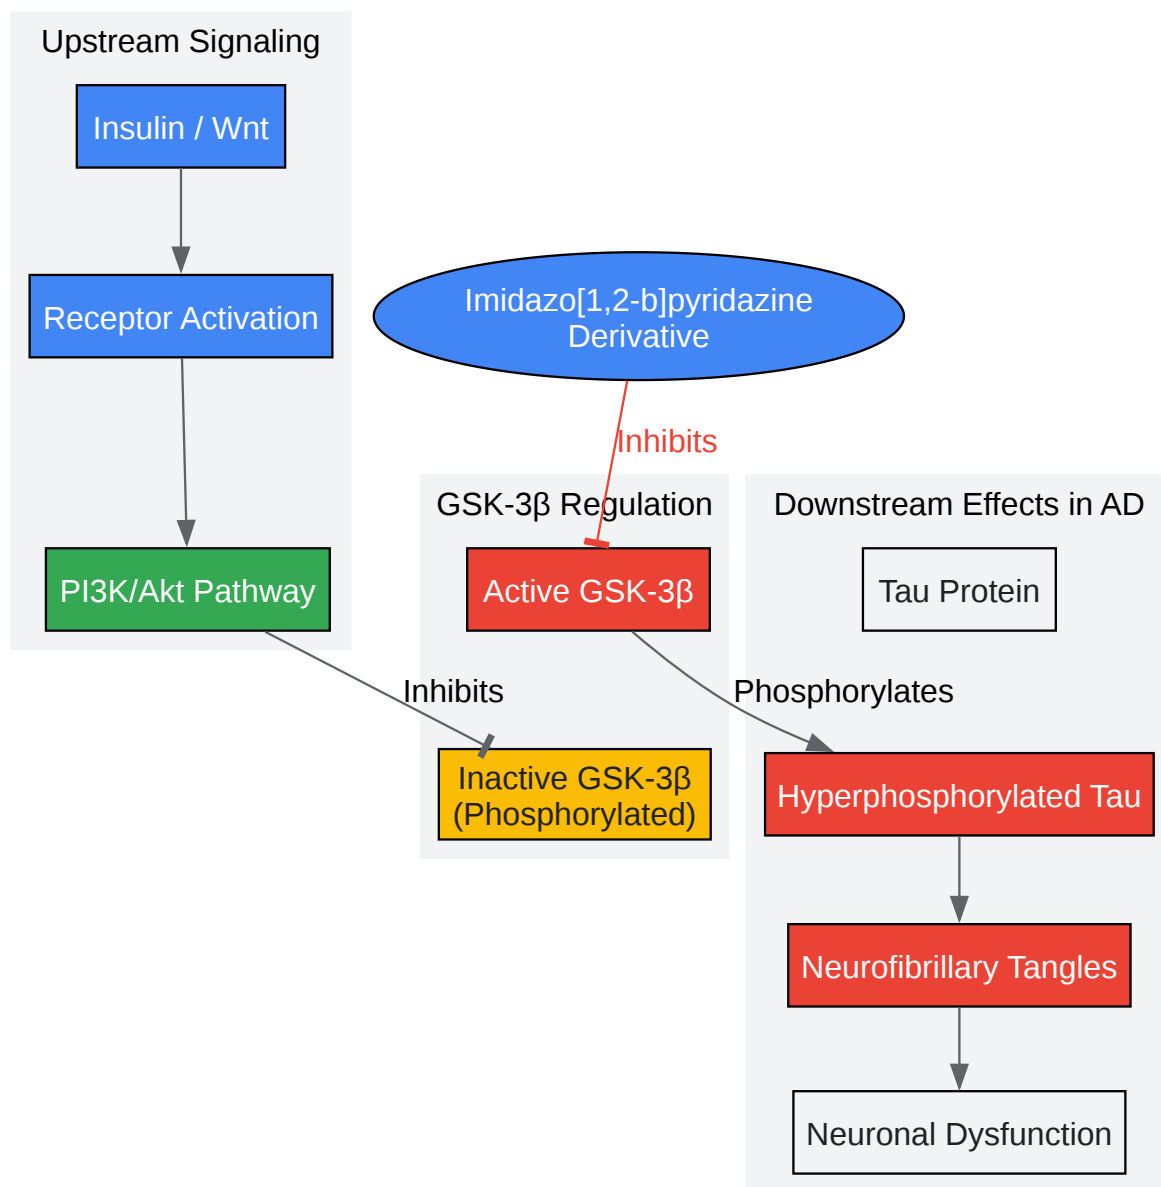 Upstream Signaling
Insulin / Wnt
Receptor Activation
Imidazo[1,2-b]pyridazine
Derivative
Inhibits
GSK-3β Regulation
Downstream Effects in AD
PI3K/Akt Pathway
Active GSK-3β
Tau Protein
Inhibits
Phosphorylates
Inactive GSK-3β
(Phosphorylated)
Hyperphosphorylated Tau
Neurofibrillary Tangles
Neuronal Dysfunction